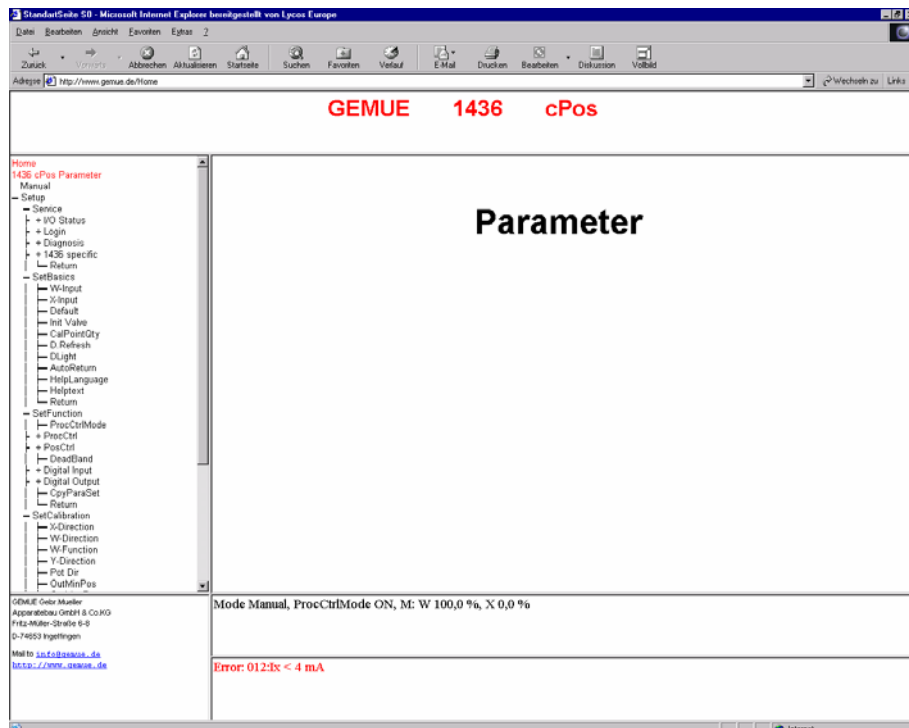 StandartSeite S0 - Microsoft Internet Explorer bereitgestellt von Lycos Europe
Datei Bearbeiten Ansicht Favoriten Extras ?
Zurück Vorwärts Abbrechen Aktualisieren Startseite Suchen Favoriten Verlauf E-Mail Drucken Bearbeiten Diskussion Vollbild
Adresse http://www.gemue.de/Home Wechseln zu Links
GEMUE 1436 cPos
Home
1436 cPos Parameter
Manual
Setup
Service
+ I/O Status
+ Login
+ Diagnosis
+ 1436 specific
Return
SetBasics
W-Input
X-Input
Default
Init Valve
CalPointQty
D.Refresh
DLight
AutoReturn
HelpLanguage
Helptext
Return
SetFunction
ProcCtrlMode
+ ProcCtrl
+ PosCtrl
DeadBand
+ Digital Input
+ Digital Output
CpyParaSet
Return
SetCalibration
X-Direction
W-Direction
W-Function
Y-Direction
Pot Dir
OutMinPos
Parameter
GEMUE Gebr.Mueller
Apparatebau GmbH & Co.KG
Fritz-Müller-Straße 6-8
D-74653 Ingelfingen
Mail to info@gemue.de
http://www.gemue.de
Mode Manual, ProcCtrlMode ON, M: W 100,0 %, X 0,0 %
Error: 012:Ix < 4 mA
Internet